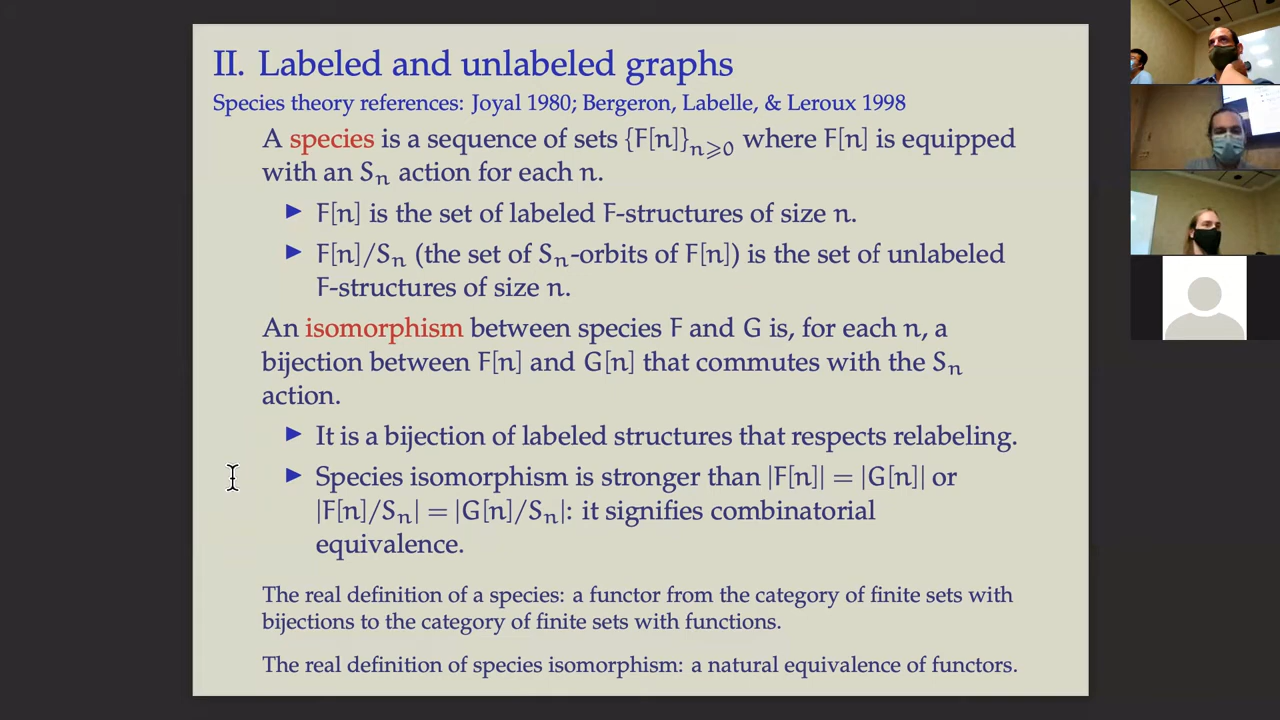 II. Labeled and unlabeled graphs
Species theory references: Joyal 1980; Bergeron, Labelle, & Leroux 1998
A species is a sequence of sets {F[n]}ₙ⩾₀ where F[n] is equipped
with an Sₙ action for each n.
▶ F[n] is the set of labeled F-structures of size n.
▶ F[n]/Sₙ (the set of Sₙ-orbits of F[n]) is the set of unlabeled
F-structures of size n.
An isomorphism between species F and G is, for each n, a
bijection between F[n] and G[n] that commutes with the Sₙ
action.
▶ It is a bijection of labeled structures that respects relabeling.
▶ Species isomorphism is stronger than |F[n]| = |G[n]| or
|F[n]/Sₙ| = |G[n]/Sₙ|: it signifies combinatorial
equivalence.
The real definition of a species: a functor from the category of finite sets with
bijections to the category of finite sets with functions.
The real definition of species isomorphism: a natural equivalence of functors.